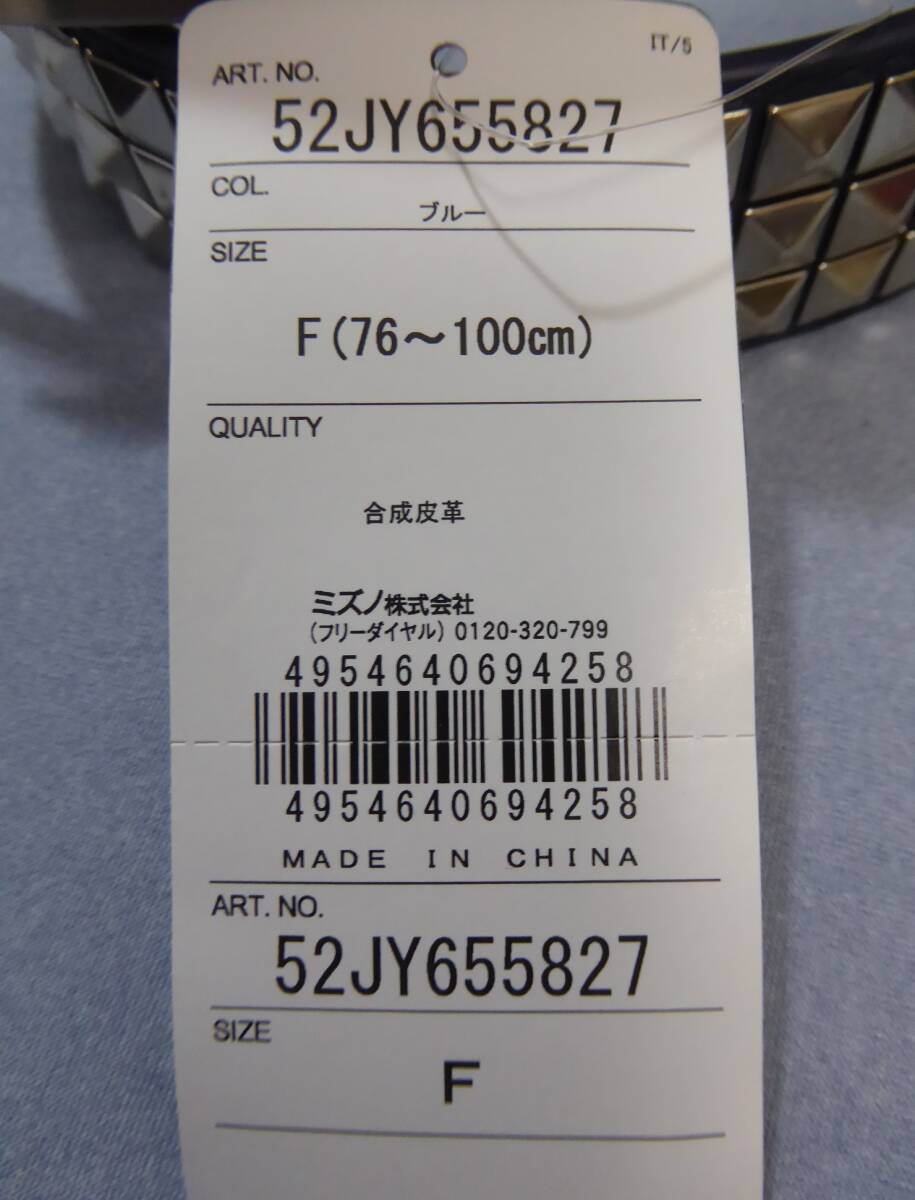 IT/5
ART. NO.
52JY655827
COL.
ブルー
SIZE
F(76～100cm)
QUALITY
合成皮革
ミズノ株式会社
(フリーダイヤル) 0120-320-799
4954640694258
4954640694258
MADE IN CHINA
ART. NO.
52JY655827
SIZE
F